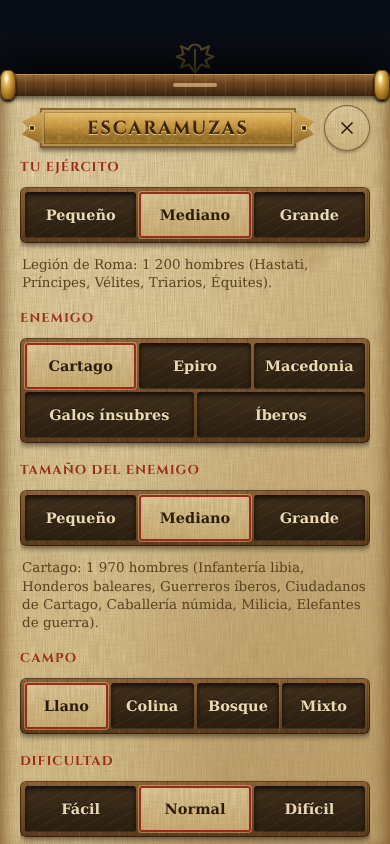 ESCARAMUZAS
TU EJÉRCITO
Pequeño Mediano Grande
Legión de Roma: 1 200 hombres (Hastati,
Príncipes, Vélites, Triarios, Équites).
ENEMIGO
Cartago Epiro Macedonia
Galos ínsubres Íberos
TAMAÑO DEL ENEMIGO
Pequeño Mediano Grande
Cartago: 1 970 hombres (Infantería libia,
Honderos baleares, Guerreros íberos, Ciudadanos
de Cartago, Caballería númida, Milicia, Elefantes
de guerra).
CAMPO
Llano Colina Bosque Mixto
DIFICULTAD
Fácil Normal Difícil